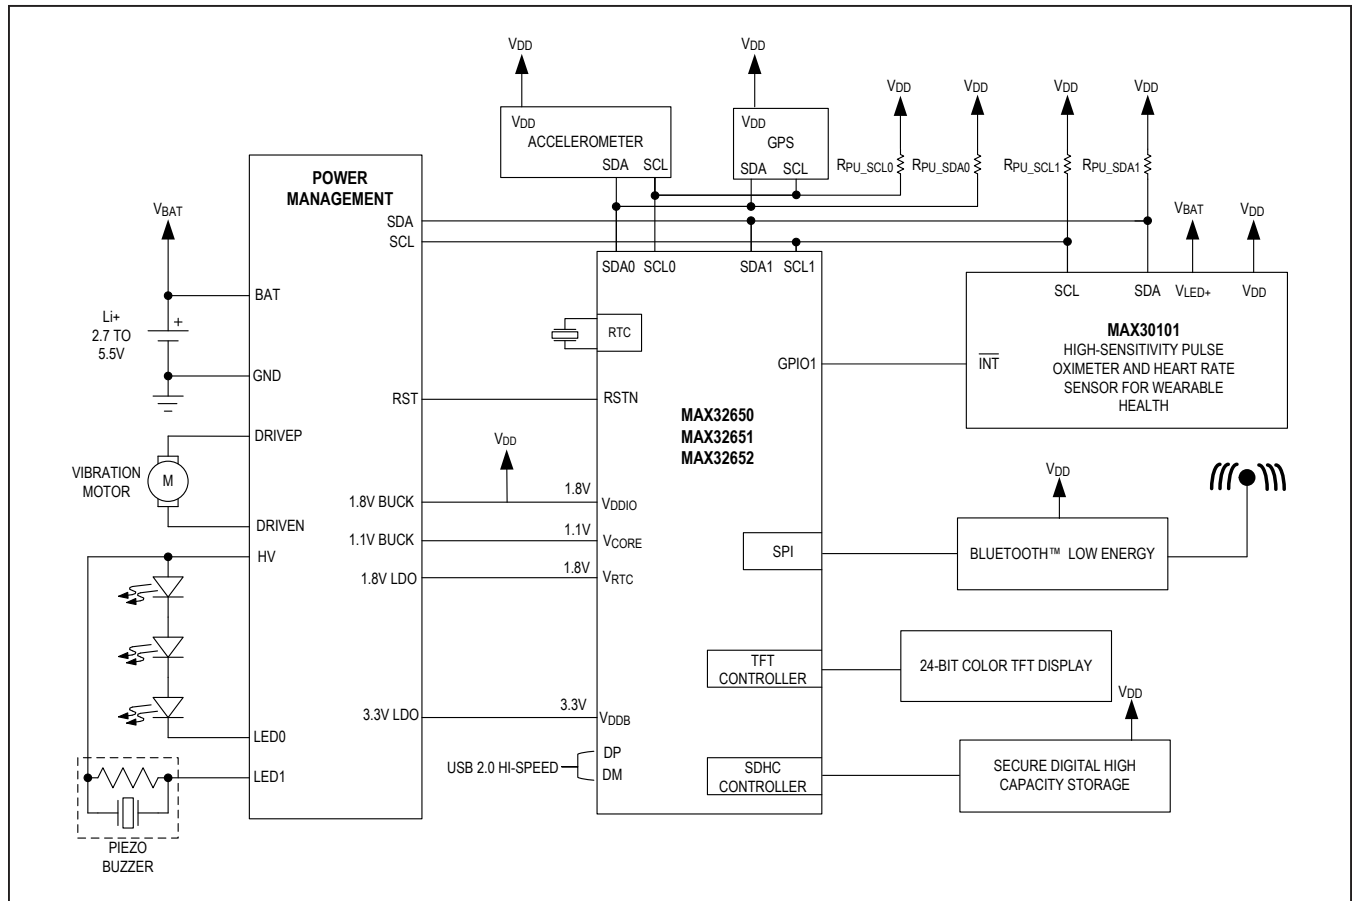 VDD
VDD
VDD
VDD
VDD
VDD
VDD
ACCELEROMETER
SDA SCL
VDD
GPS
SDA SCL
RPU_SCL0
RPU_SDA0
RPU_SCL1
RPU_SDA1
POWER
MANAGEMENT
SDA
SCL
VBAT
BAT
Li+
2.7 TO
5.5V
+
GND
DRIVEP
VIBRATION
MOTOR
M
DRIVEN
HV
LED0
LED1
PIEZO
BUZZER
RST
1.8V BUCK
1.1V BUCK
1.8V LDO
3.3V LDO
VDD
1.8V
1.1V
1.8V
3.3V
USB 2.0 HI-SPEED
SDA0 SCL0
SDA1 SCL1
RTC
GPIO1
RSTN
MAX32650
MAX32651
MAX32652
VDDIO
VCORE
VRTC
VDDB
DP
DM
SPI
TFT
CONTROLLER
SDHC
CONTROLLER
VBAT
VDD
SCL
SDA
VLED+
VDD
MAX30101
HIGH-SENSITIVITY PULSE
OXIMETER AND HEART RATE
SENSOR FOR WEARABLE
HEALTH
INT
VDD
BLUETOOTH™ LOW ENERGY
24-BIT COLOR TFT DISPLAY
VDD
SECURE DIGITAL HIGH
CAPACITY STORAGE